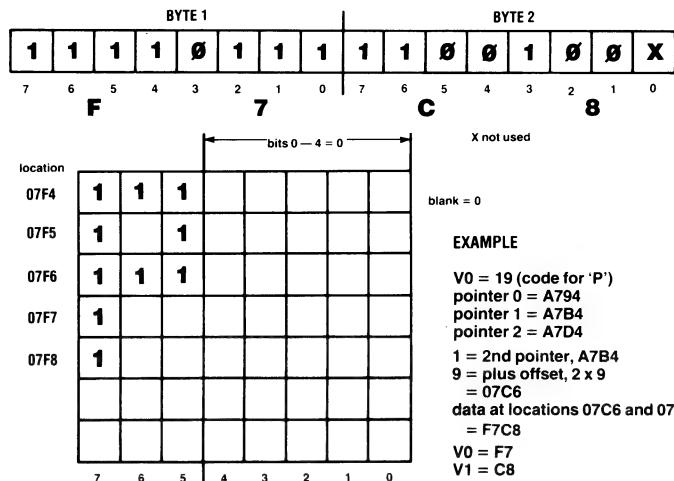 BYTE 1 BYTE 2
1 1 1 1 Ø 1 1 1 1 1 Ø Ø 1 Ø Ø X
7 6 5 4 3 2 1 0 7 6 5 4 3 2 1 0
F 7 C 8
bits 0 — 4 = 0
X not used
location
07F4 1 1 1
blank = 0
07F5 1 1
07F6 1 1 1
07F7 1
07F8 1
7 6 5 4 3 2 1 0
EXAMPLE
V0 = 19 (code for 'P')
pointer 0 = A794
pointer 1 = A7B4
pointer 2 = A7D4
1 = 2nd pointer, A7B4
9 = plus offset, 2 x 9
= 07C6
data at locations 07C6 and 07
= F7C8
V0 = F7
V1 = C8